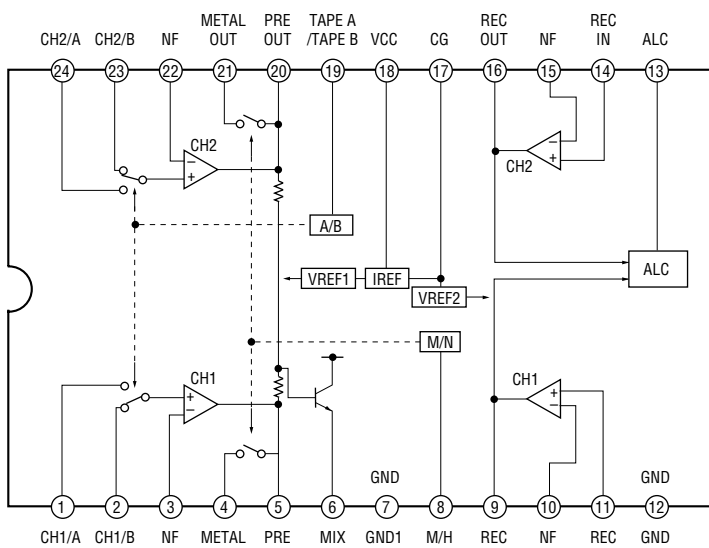 METAL PRE TAPE A REC REC
CH2/A CH2/B NF OUT OUT /TAPE B VCC CG OUT NF IN ALC
24 23 22 21 20 19 18 17 16 15 14 13
CH2
−
+
−
+
CH2
A/B
VREF1 IREF
ALC
VREF2
M/N
CH1
+
−
CH1
+
−
GND GND
1 2 3 4 5 6 7 8 9 10 11 12
CH1/A CH1/B NF METAL PRE MIX GND1 M/H REC NF REC GND